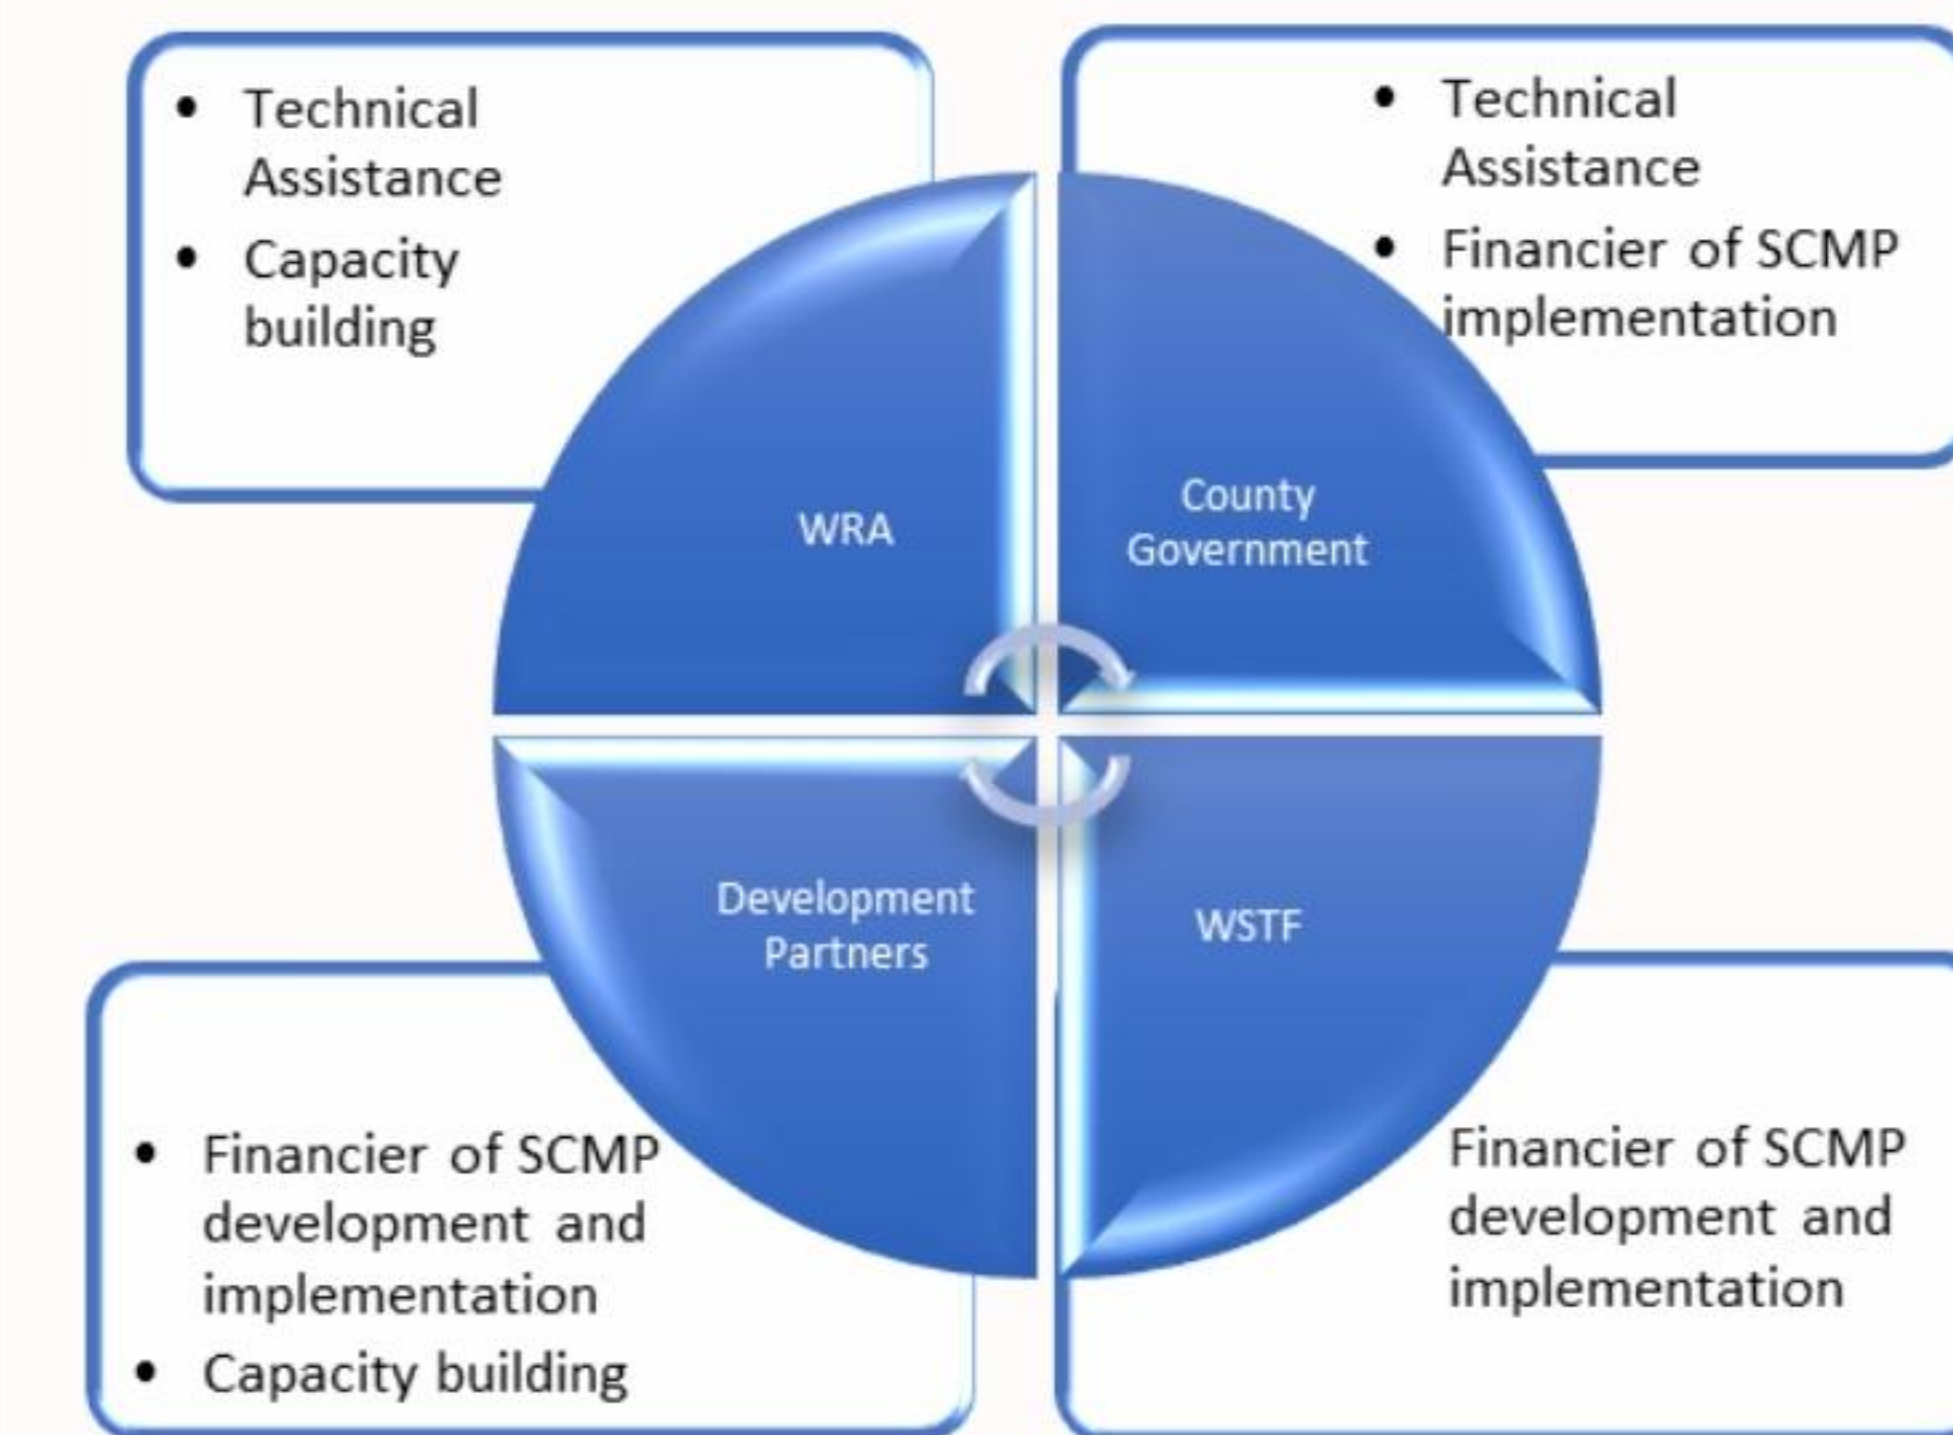 • Technical
Assistance
• Capacity
building
• Technical
Assistance
• Financier of SCMP
implementation
WRA
County
Government
Development
Partners
WSTF
• Financier of SCMP
development and
implementation
• Capacity building
Financier of SCMP
development and
implementation